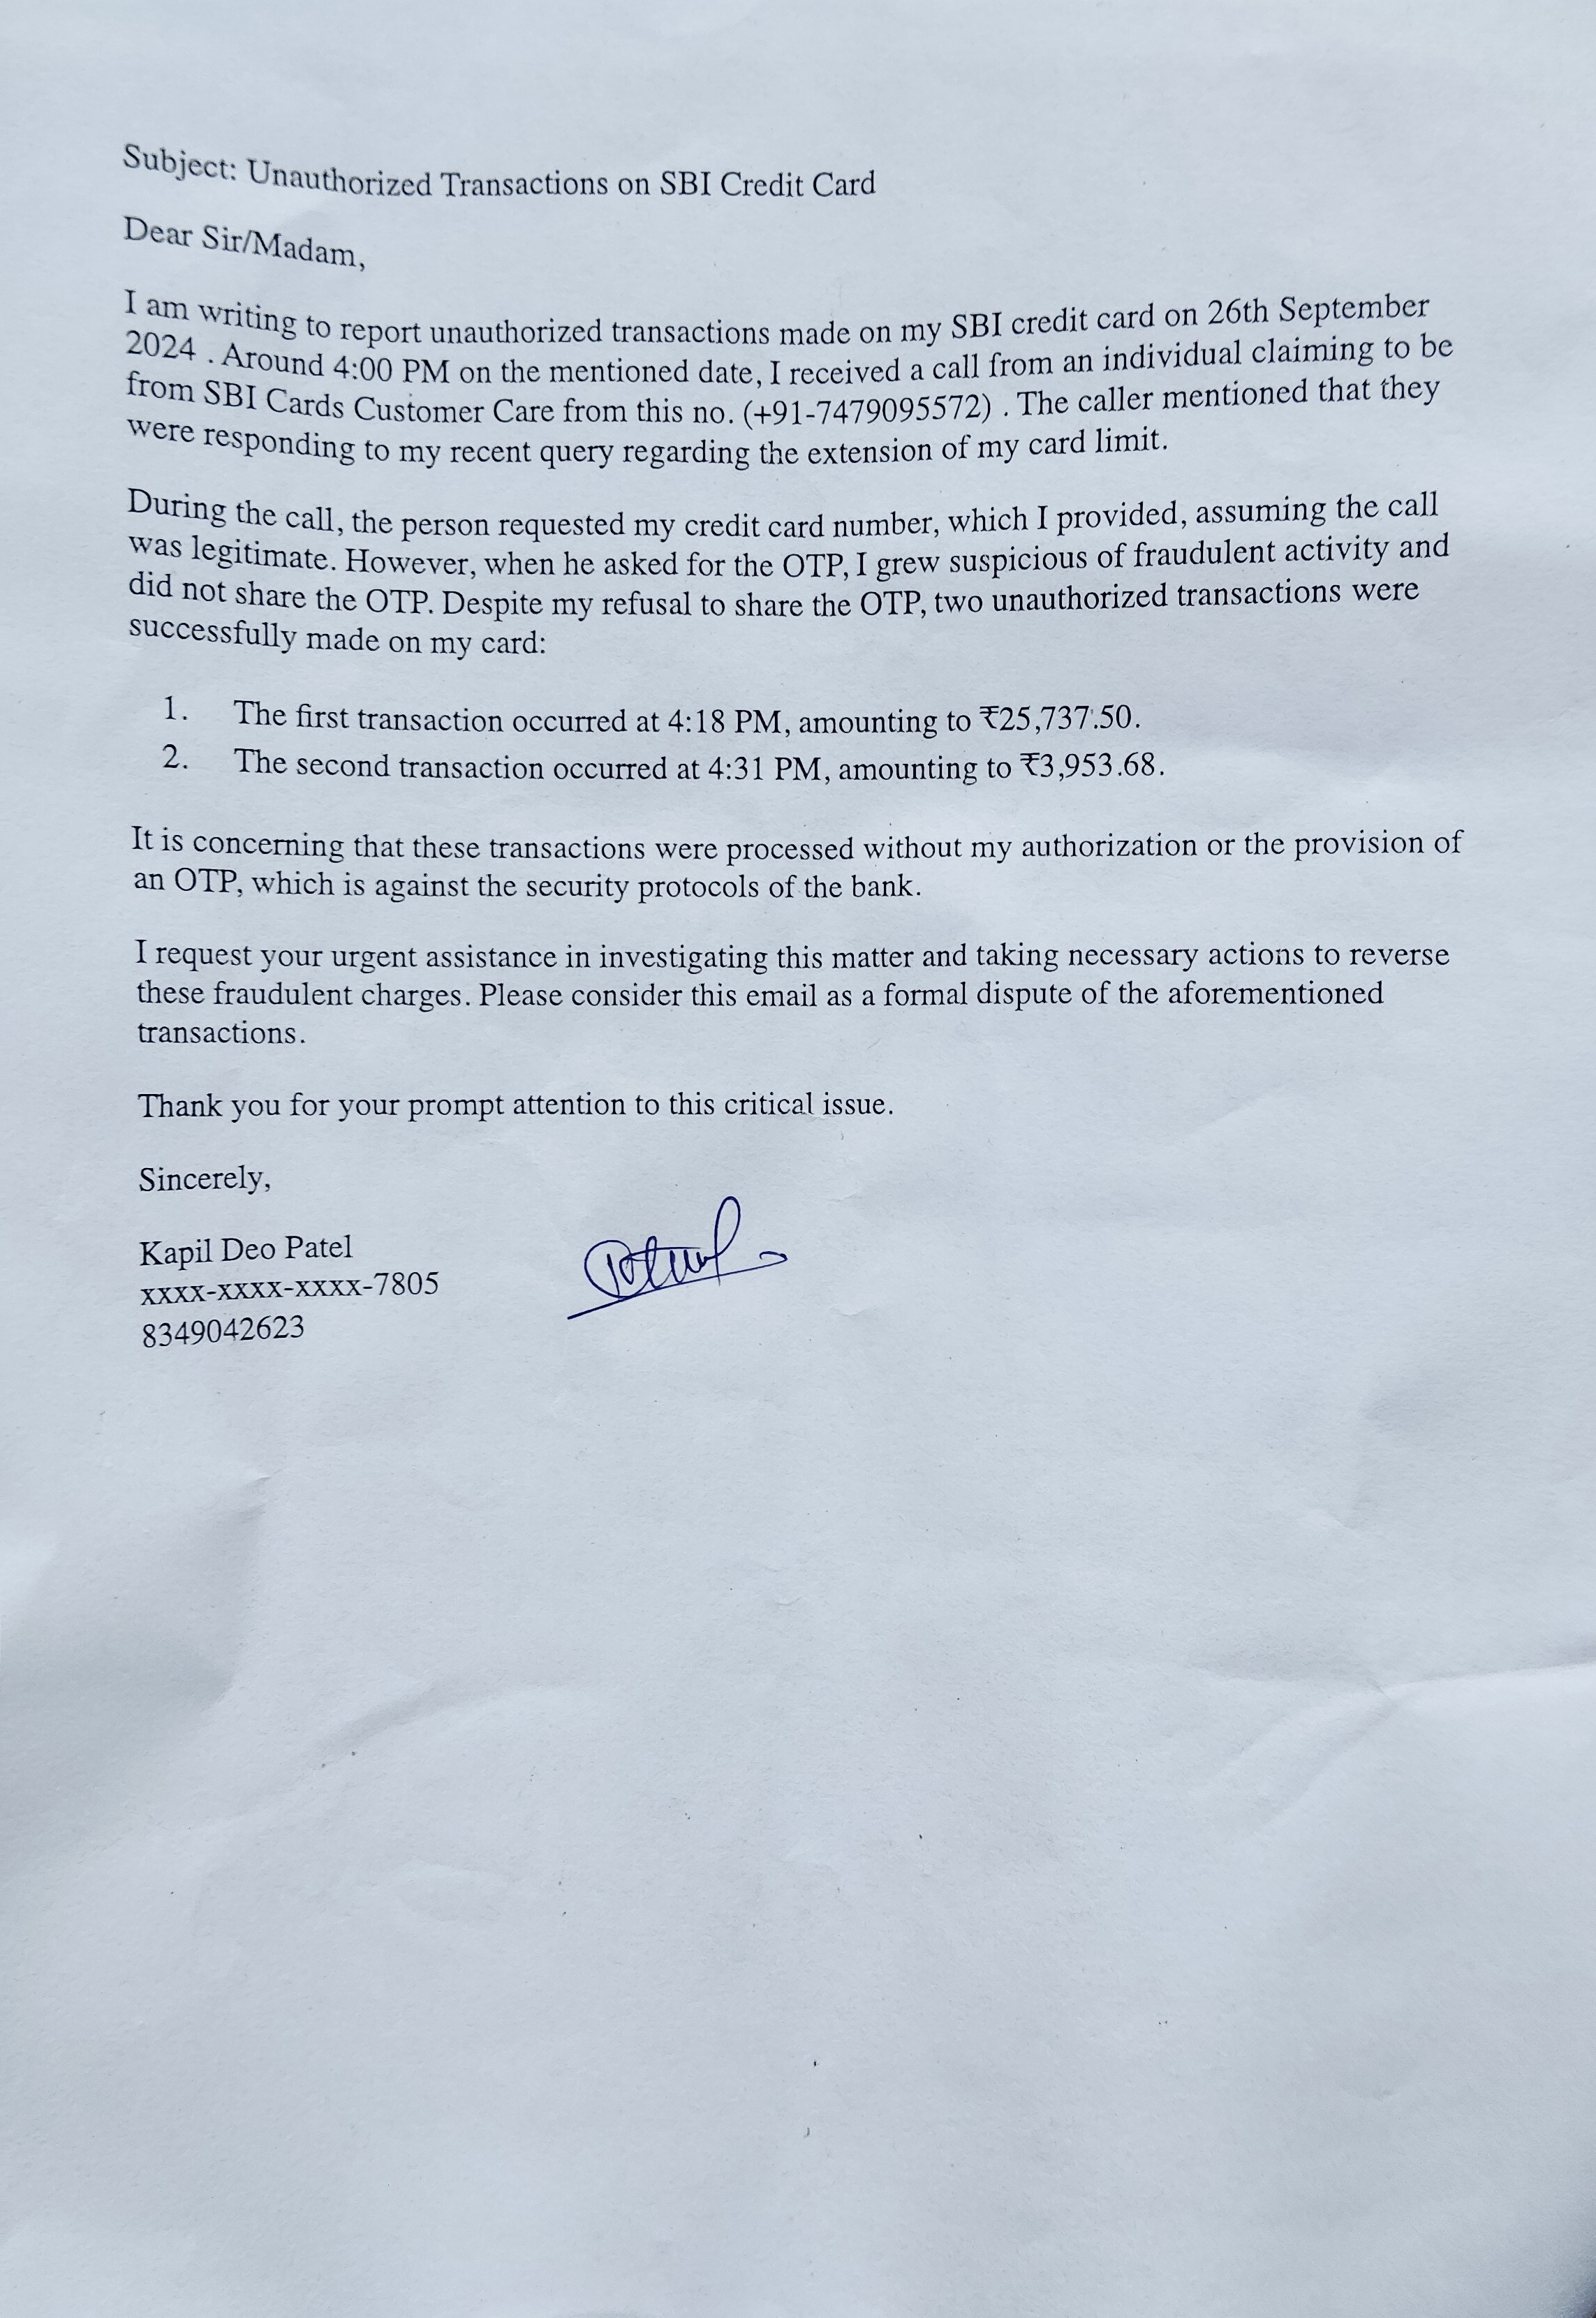 Subject: Unauthorized Transactions on SBI Credit Card
Dear Sir/Madam,
I am writing to report unauthorized transactions made on my SBI credit card on 26th September
2024 . Around 4:00 PM on the mentioned date, I received a call from an individual claiming to be
from SBI Cards Customer Care from this no. (+91-7479095572) . The caller mentioned that they
were responding to my recent query regarding the extension of my card limit.
During the call, the person requested my credit card number, which I provided, assuming the call
was legitimate. However, when he asked for the OTP, I grew suspicious of fraudulent activity and
did not share the OTP. Despite my refusal to share the OTP, two unauthorized transactions were
successfully made on my card:
1. The first transaction occurred at 4:18 PM, amounting to ₹25,737.50.
2. The second transaction occurred at 4:31 PM, amounting to ₹3,953.68.
It is concerning that these transactions were processed without my authorization or the provision of
an OTP, which is against the security protocols of the bank.
I request your urgent assistance in investigating this matter and taking necessary actions to reverse
these fraudulent charges. Please consider this email as a formal dispute of the aforementioned
transactions.
Thank you for your prompt attention to this critical issue.
Sincerely,
Kapil Deo Patel
xxxx-xxxx-xxxx-7805
8349042623